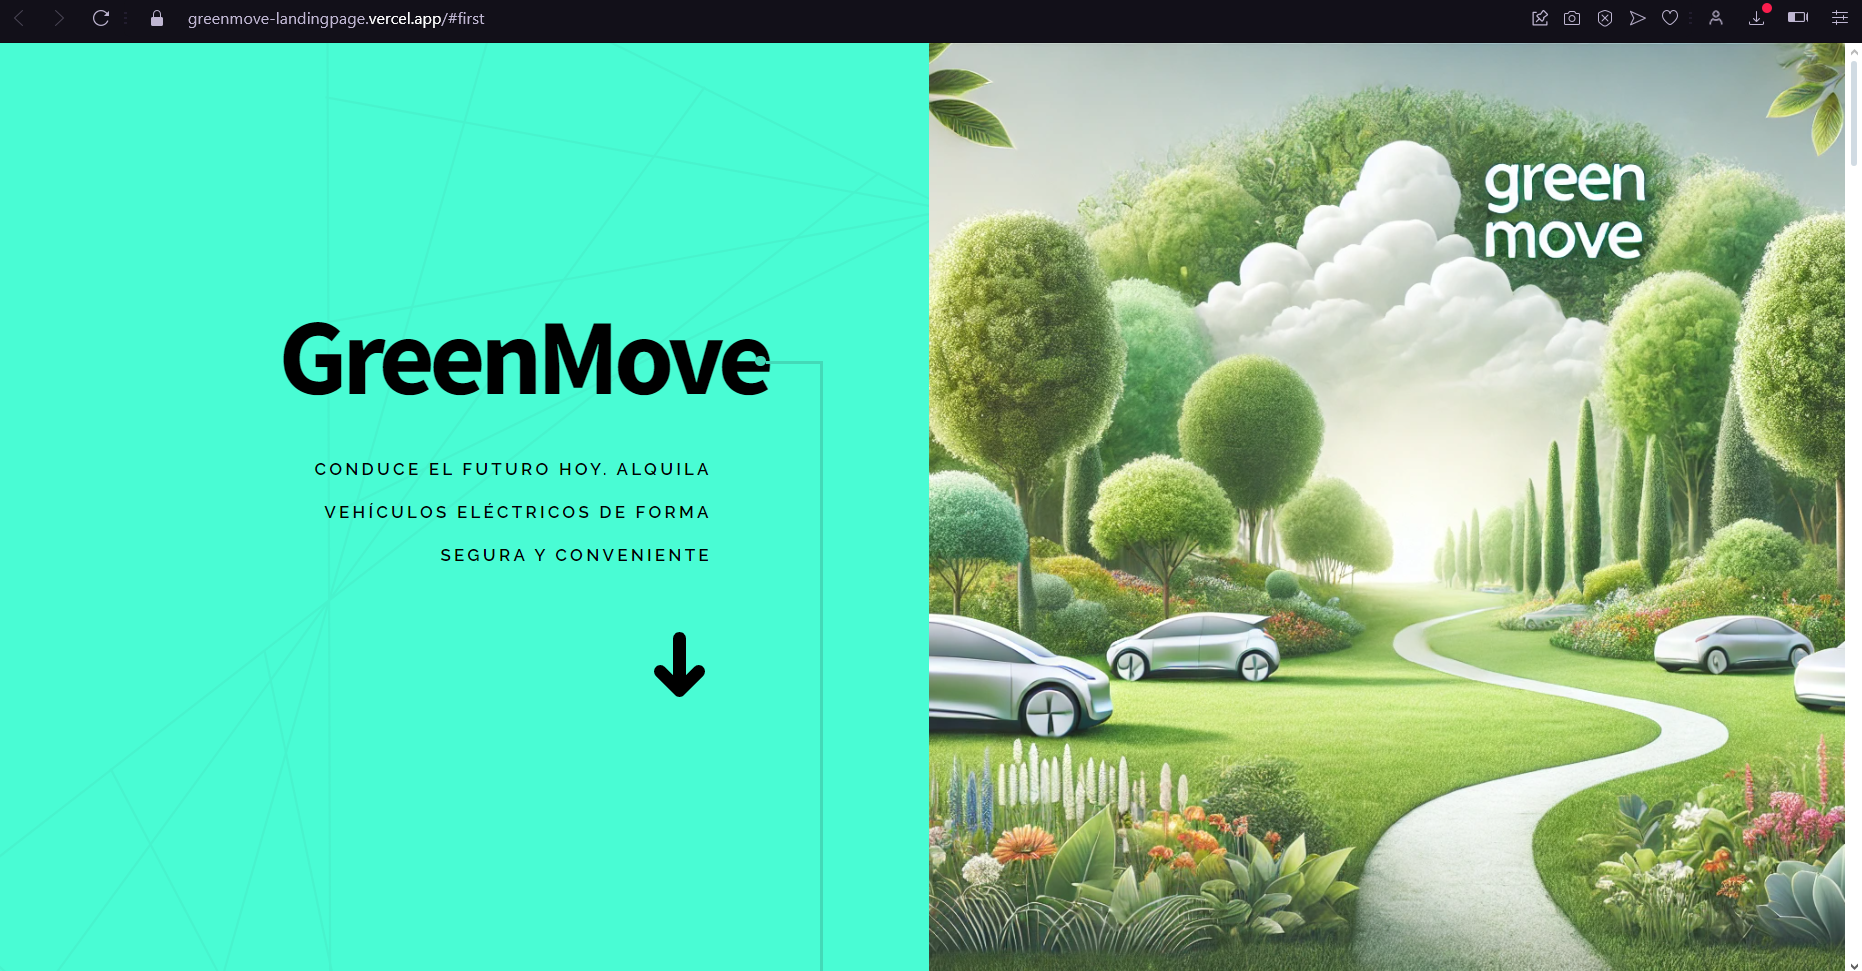 greenmove-landingpage.vercel.app/#first
GreenMove
CONDUCE EL FUTURO HOY. ALQUILA
VEHÍCULOS ELÉCTRICOS DE FORMA
SEGURA Y CONVENIENTE
green
move